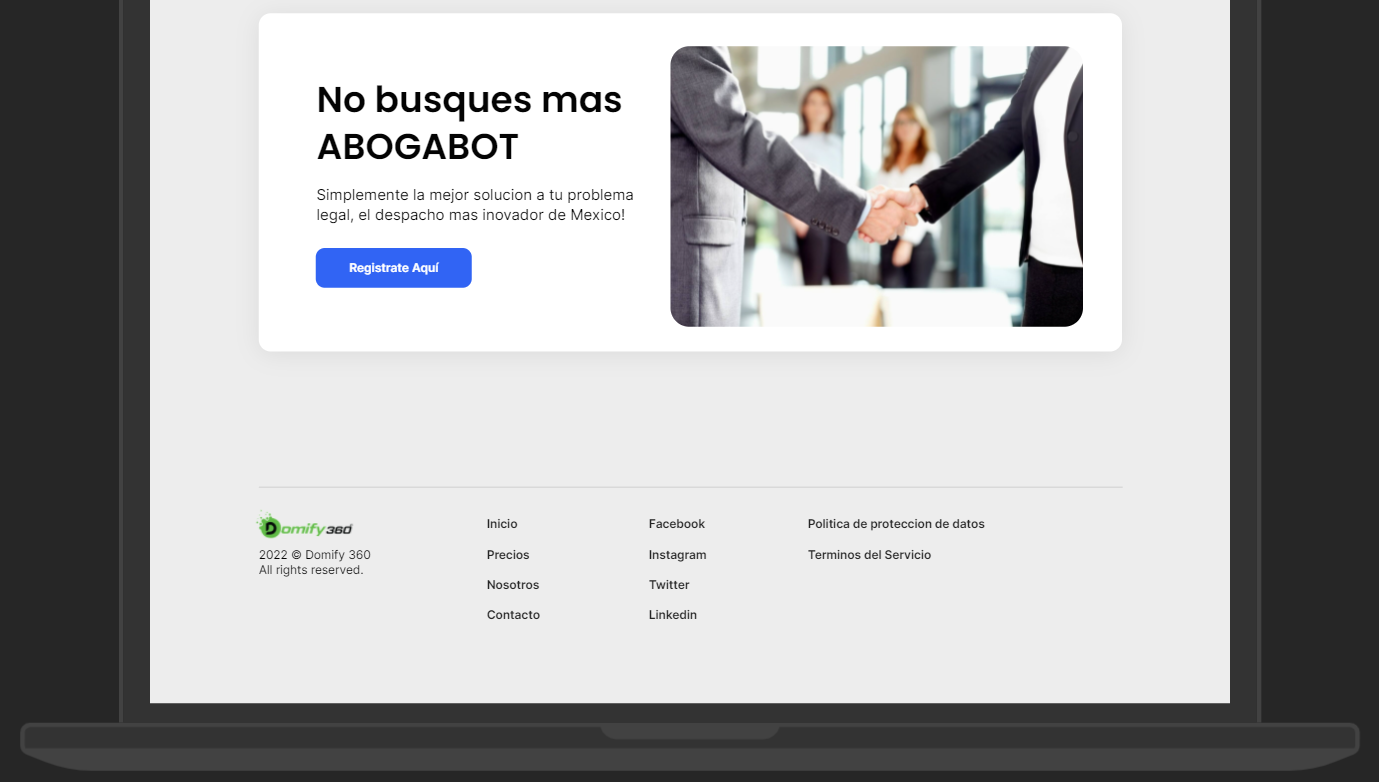 No busques mas
ABOGABOT
Simplemente la mejor solucion a tu problema
legal, el despacho mas inovador de Mexico!
Registrate Aquí
Domify 360
2022 © Domify 360
All rights reserved.
Inicio
Precios
Nosotros
Contacto
Facebook
Instagram
Twitter
Linkedin
Politica de proteccion de datos
Terminos del Servicio